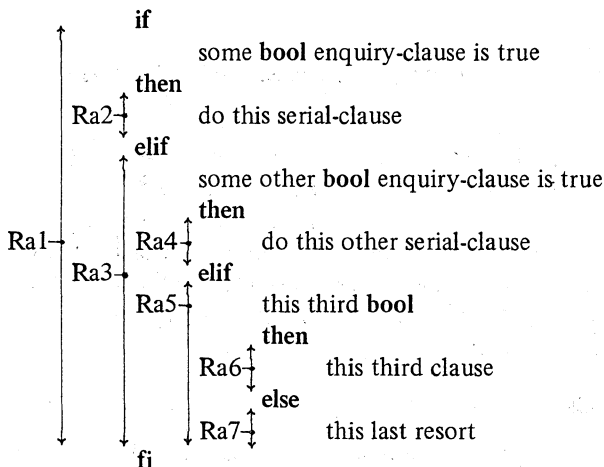 if
some bool enquiry-clause is true
then
Ra2 do this serial-clause
elif
some other bool enquiry-clause is true
then
Ra1 Ra4 do this other serial-clause
Ra3 elif
Ra5 this third bool
then
Ra6 this third clause
else
Ra7 this last resort
fi